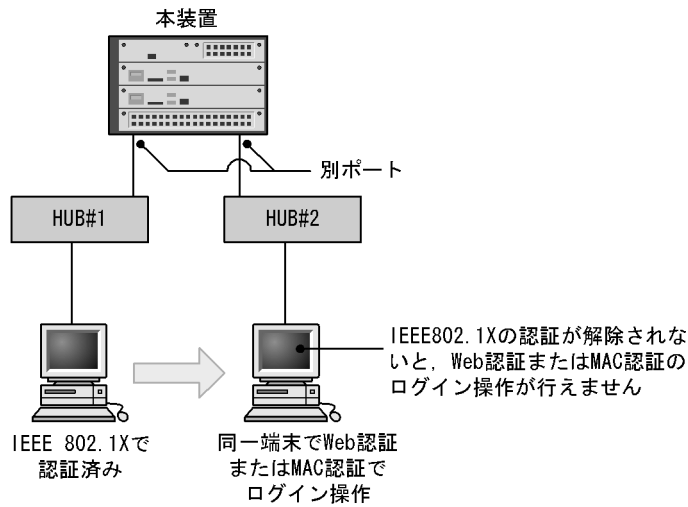 本装置
別ポート
HUB#1
HUB#2
IEEE802.1Xの認証が解除されな
いと，Web認証またはMAC認証の
ログイン操作が行えません
IEEE 802.1Xで
認証済み
同一端末でWeb認証
またはMAC認証で
ログイン操作